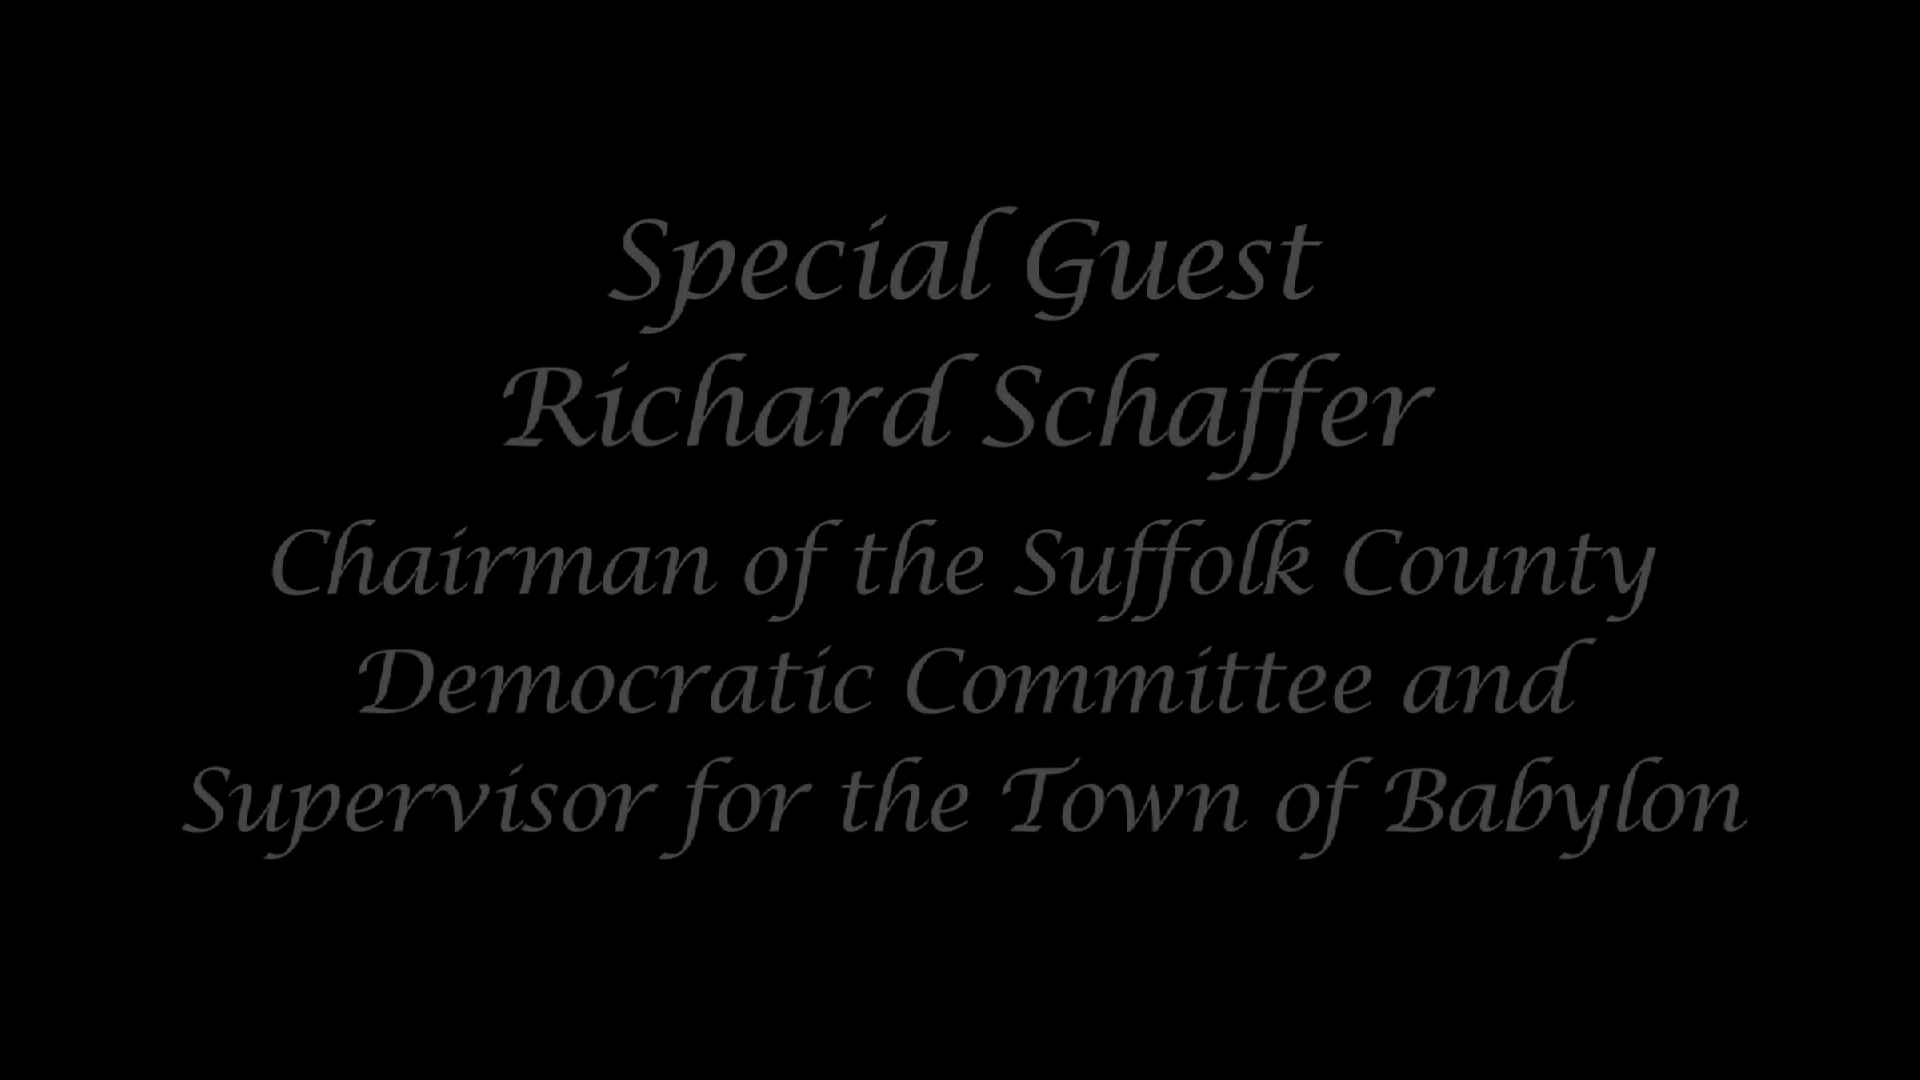 Special Guest
Richard Schaffer
Chairman of the Suffolk County
Democratic Committee and
Supervisor for the Town of Babylon